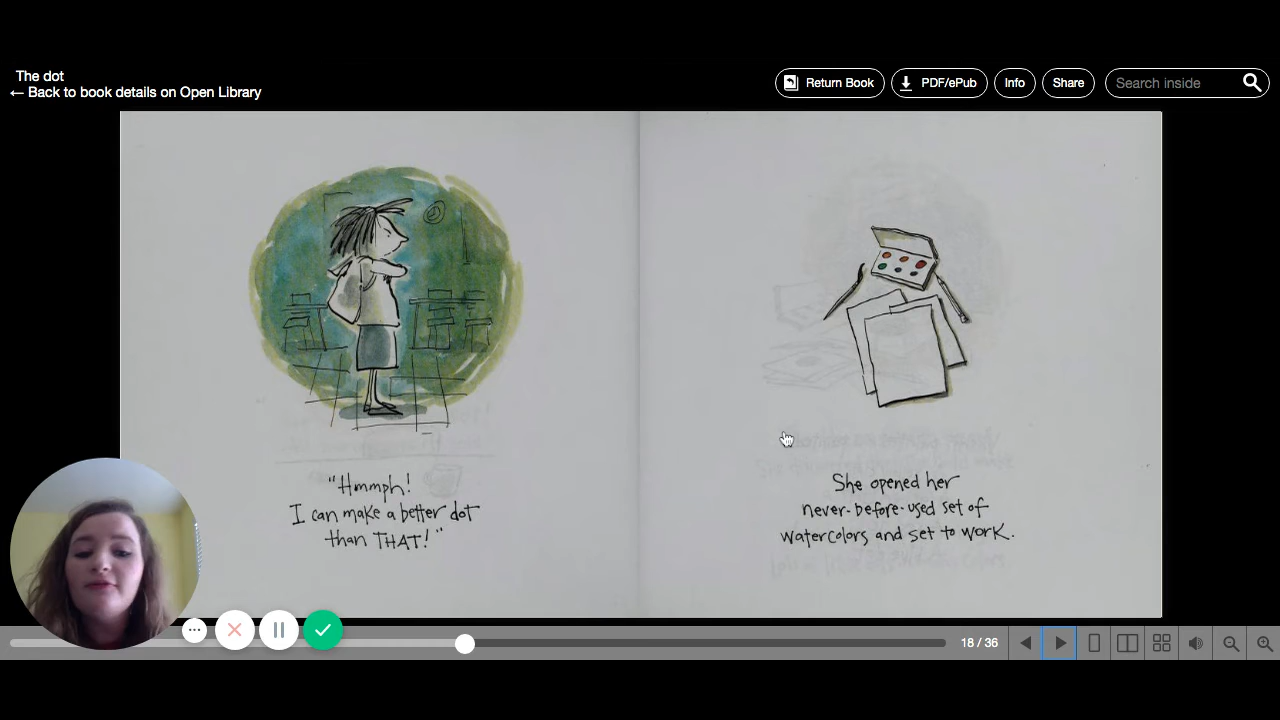 The dot
← Back to book details on Open Library
Return Book
PDF/ePub
Info
Share
Search inside
"Hmmph!
I can make a better dot
than THAT!"
She opened her
never-before-used set of
watercolors and set to work.
18 / 36